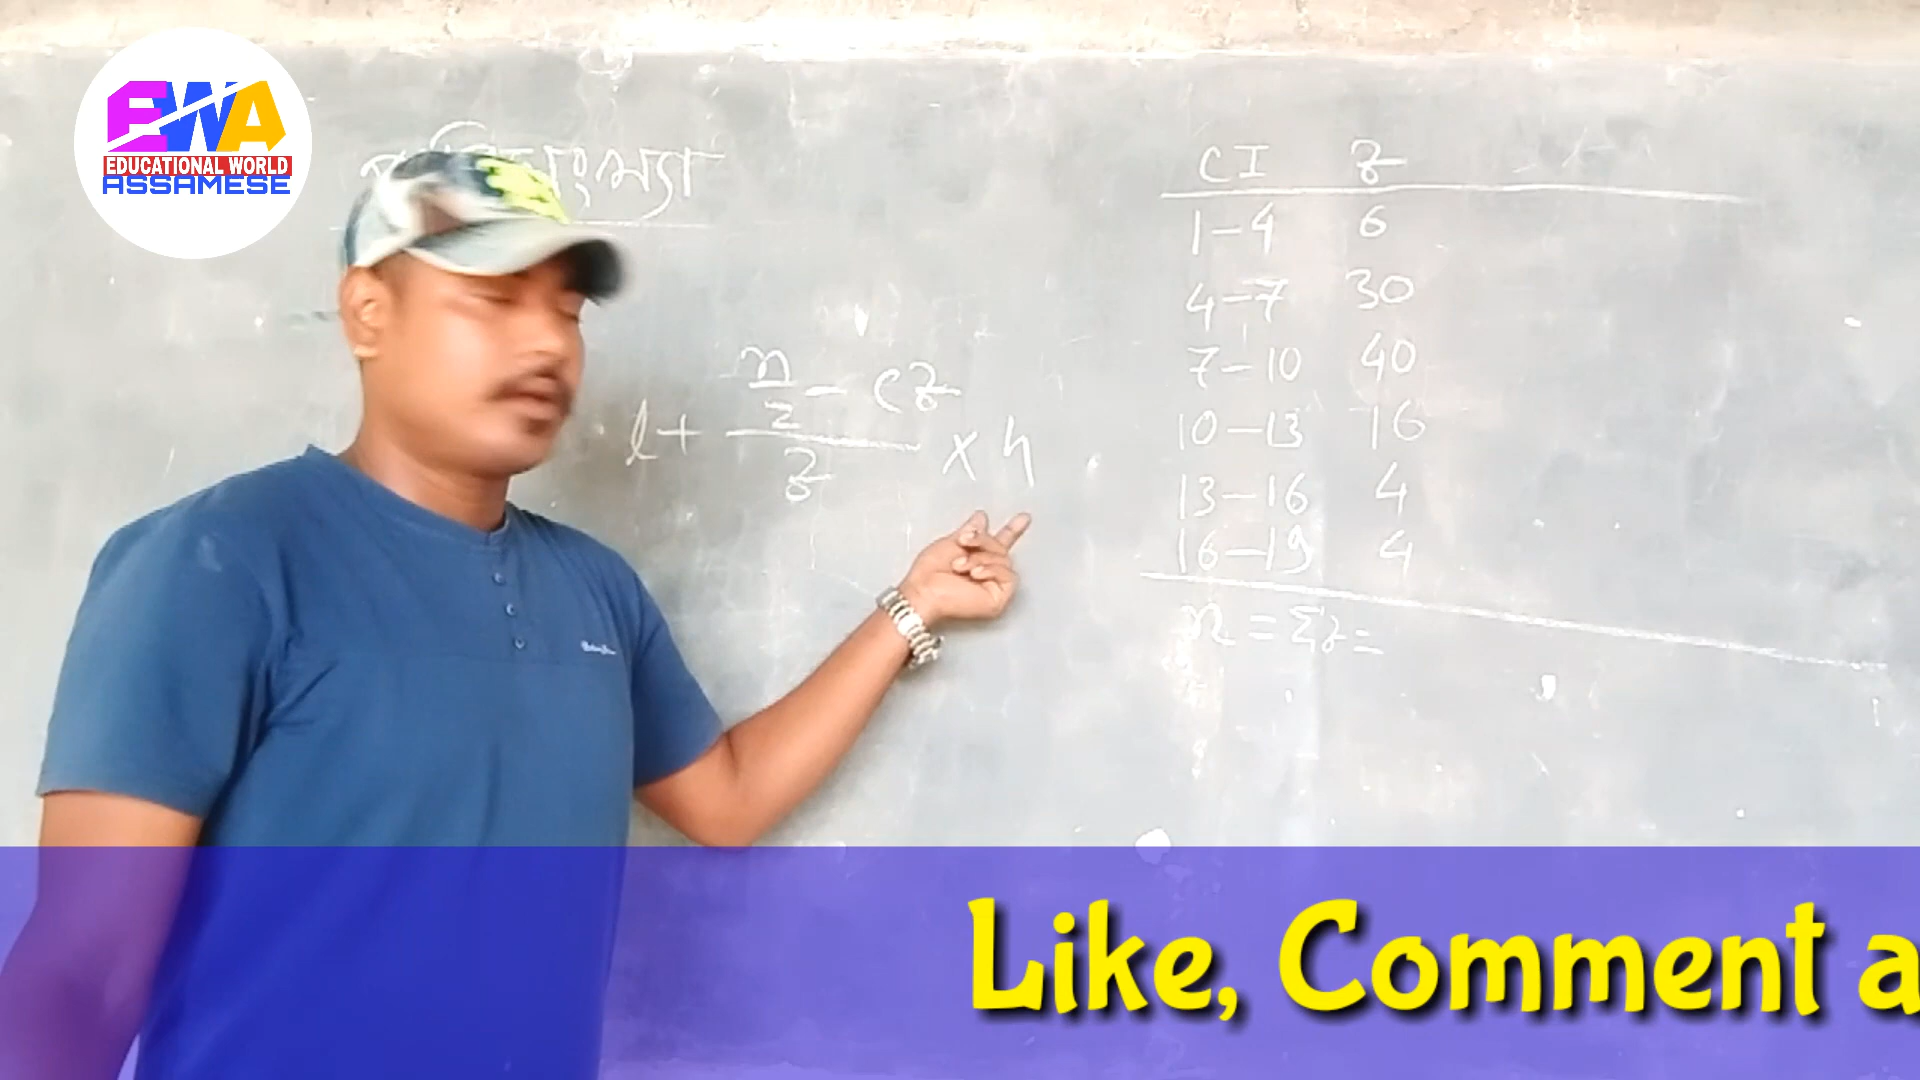 EWA
EDUCATIONAL WORLD
ASSAMESE
l + (n/2 - cf)/f × h
CI f
1-4 6
4-7 30
7-10 40
10-13 16
13-16 4
16-19 4
n = Σf =
Like, Comment a